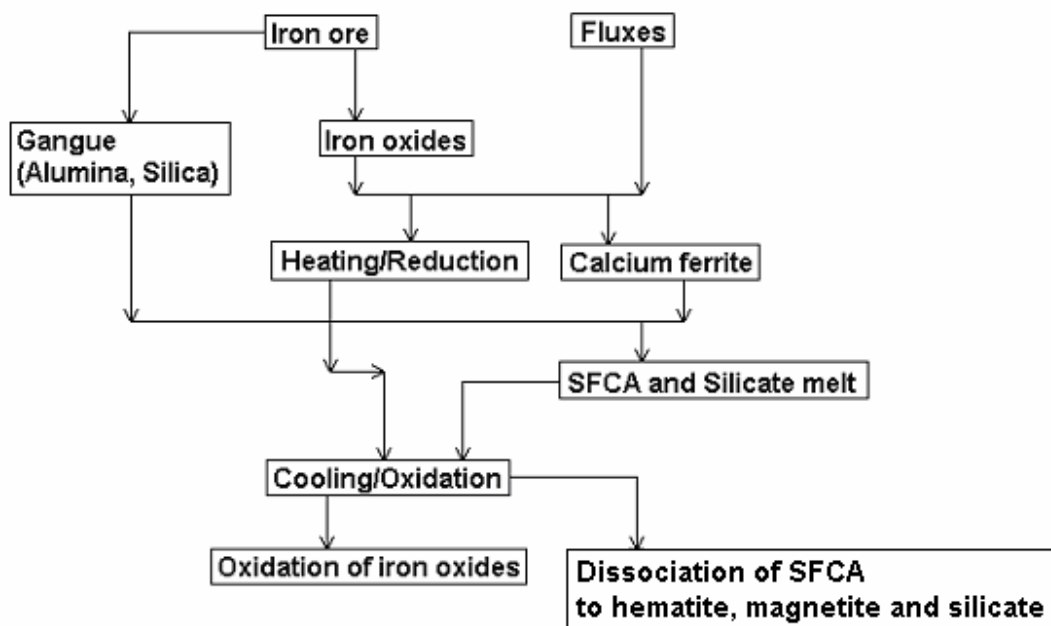 Iron ore
Fluxes
Gangue
(Alumina, Silica)
Iron oxides
Heating/Reduction
Calcium ferrite
SFCA and Silicate melt
Cooling/Oxidation
Oxidation of iron oxides
Dissociation of SFCA
to hematite, magnetite and silicate